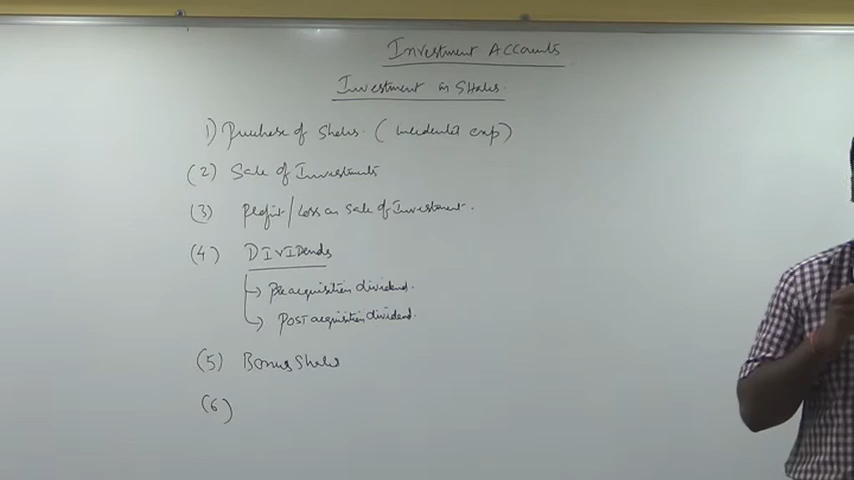 Investment Accounts
Investment in Shares.
1) Purchase of Shares. (Incidental exp)
(2) Sale of Investments
(3) Profit/Loss on Sale of Investment.
(4) DIVIDends
Pre acquisition dividend.
POST acquisition dividend.
(5) Bonus Shares
(6)